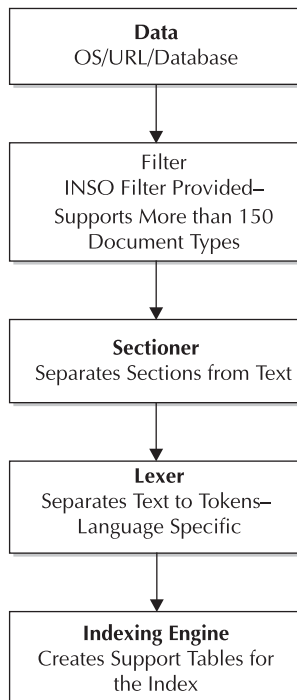 Data
OS/URL/Database
Filter
INSO Filter Provided–
Supports More than 150
Document Types
Sectioner
Separates Sections from Text
Lexer
Separates Text to Tokens–
Language Specific
Indexing Engine
Creates Support Tables for
the Index